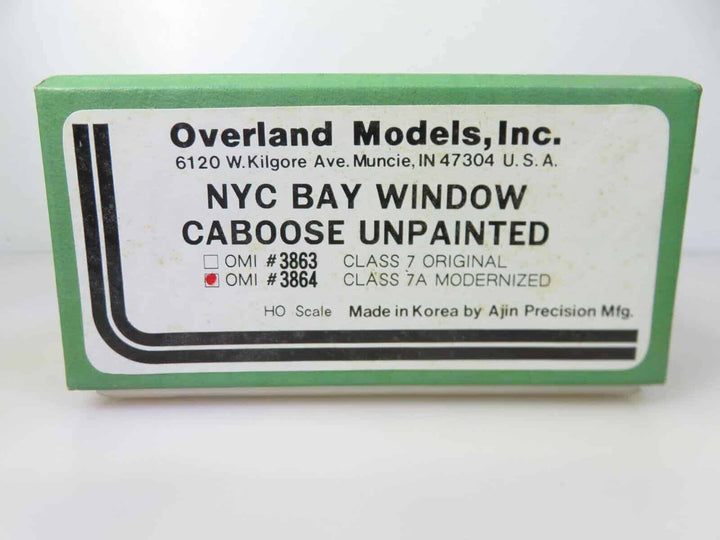 Overland Models, Inc.
6120 W. Kilgore Ave. Muncie, IN 47304 U. S. A.
NYC BAY WINDOW
CABOOSE UNPAINTED
OMI #3863 CLASS 7 ORIGINAL
OMI #3864 CLASS 7A MODERNIZED
HO Scale Made in Korea by Ajin Precision Mfg.